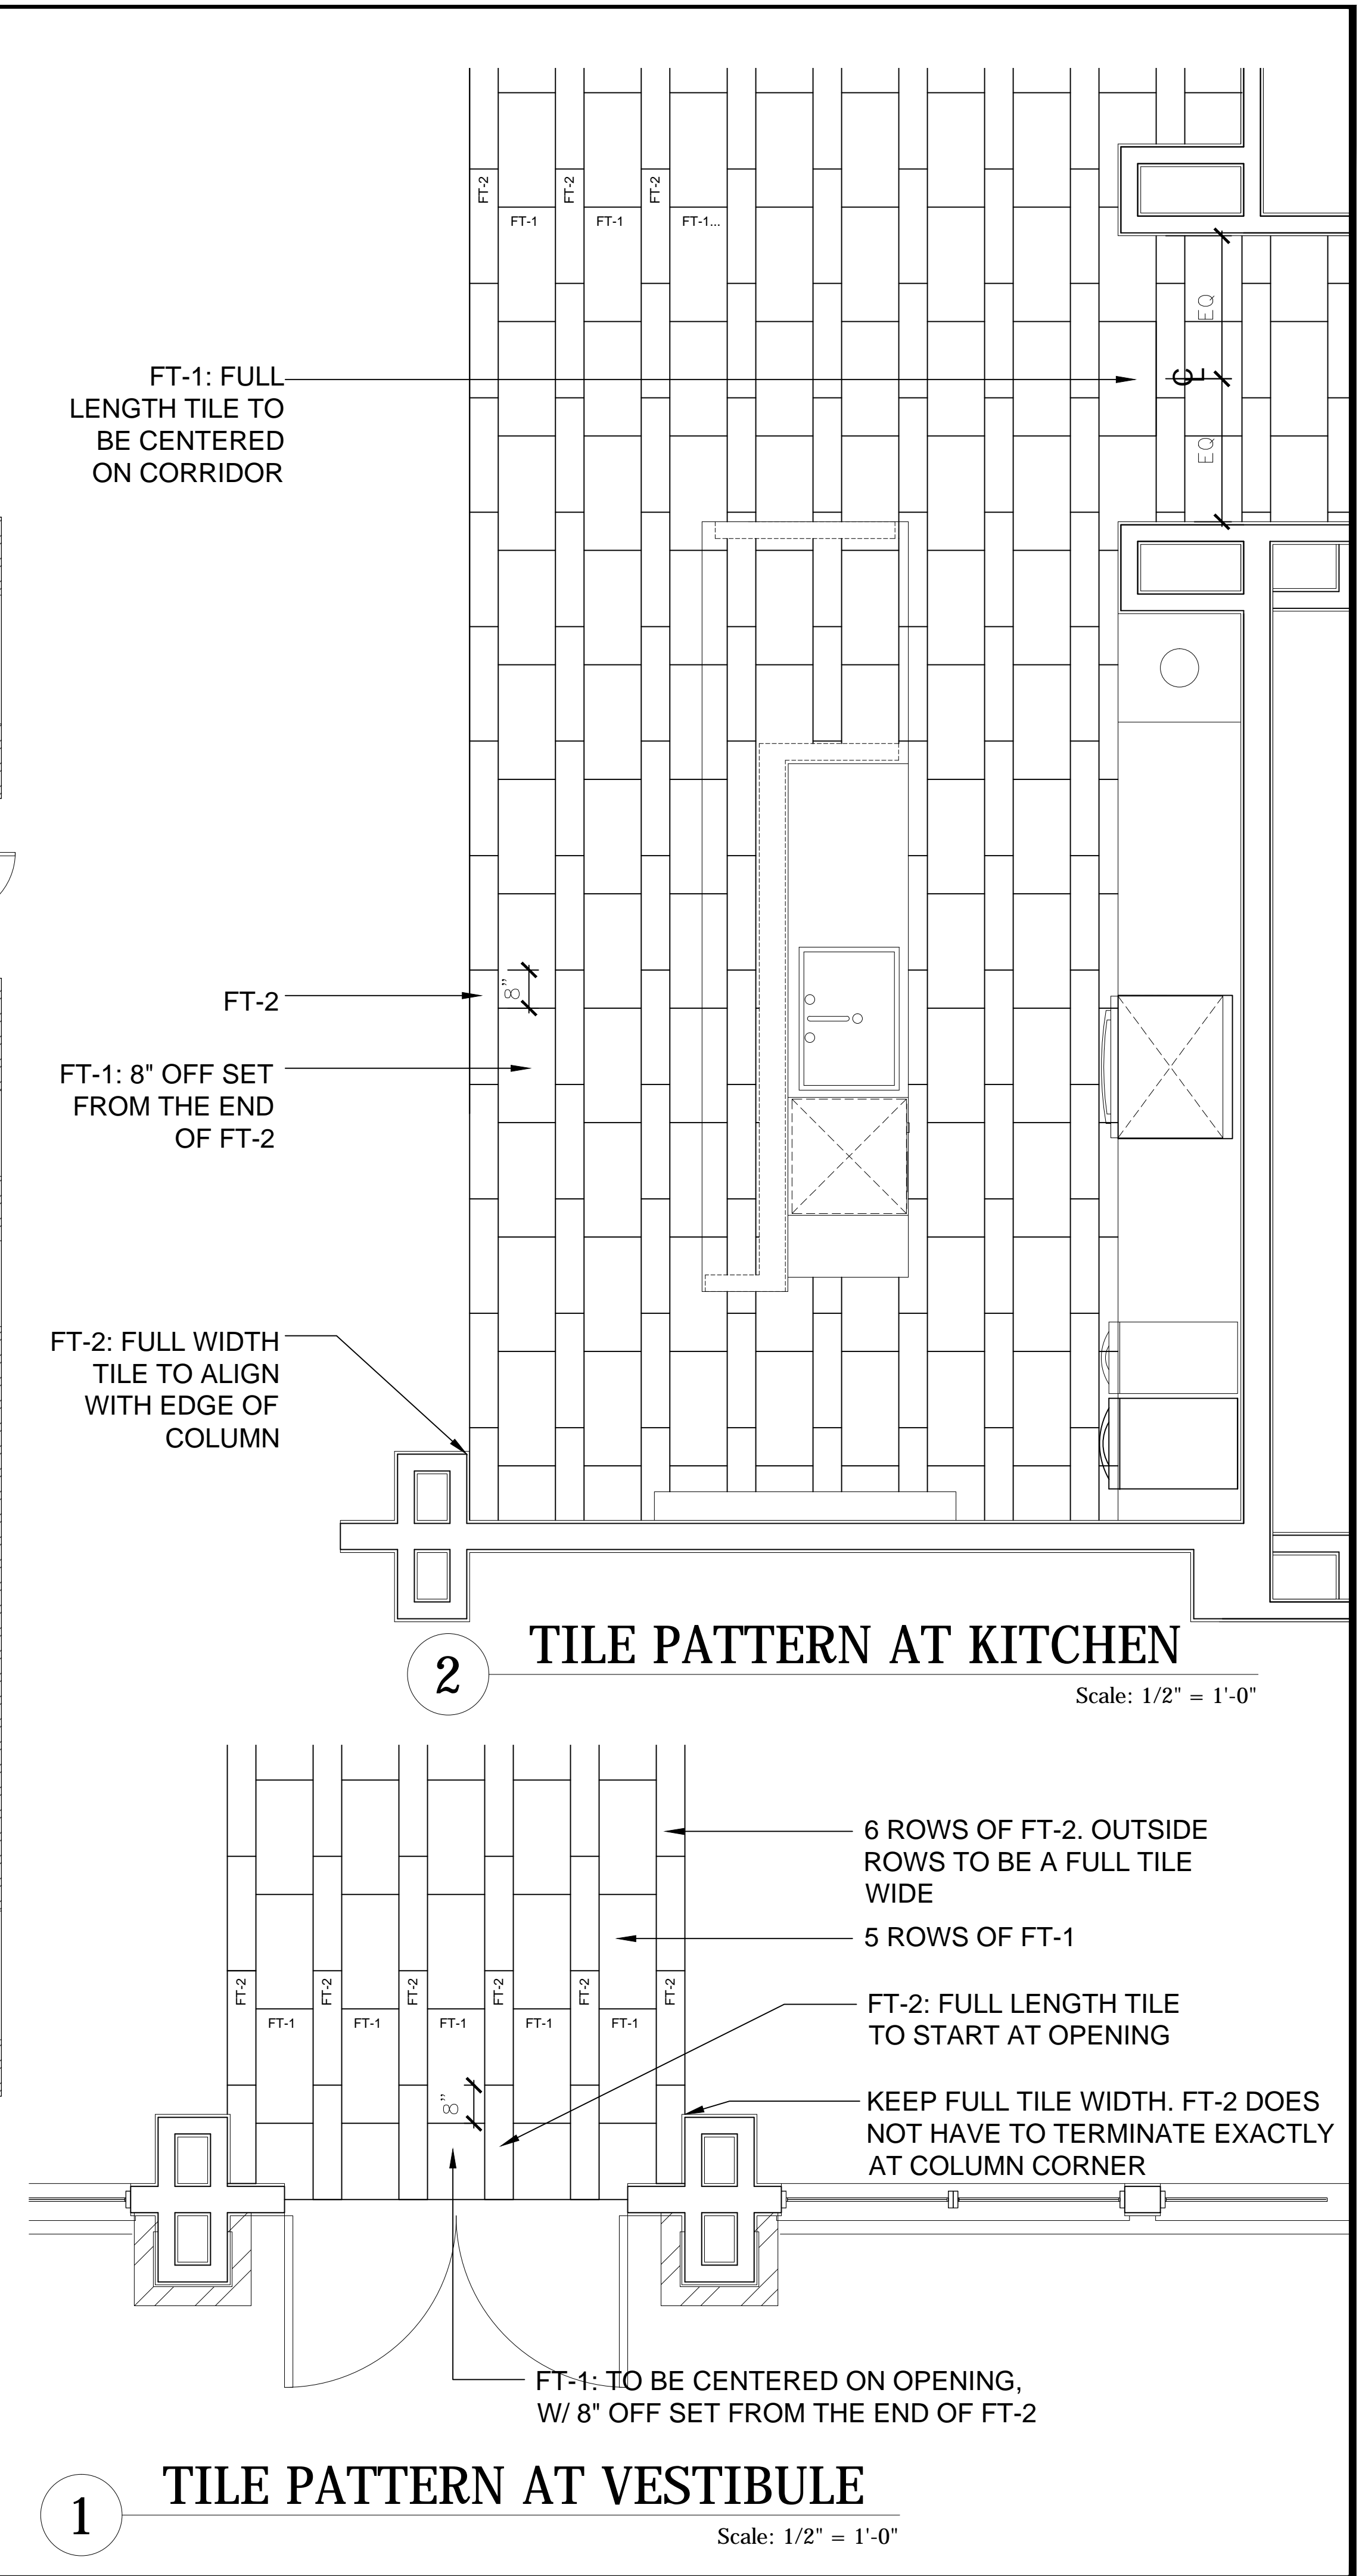 FT-2
FT-2
FT-2
FT-1
FT-1
FT-1...
EQ
FT-1: FULL
LENGTH TILE TO
BE CENTERED
ON CORRIDOR
CL
EQ
FT-2
8"
FT-1: 8" OFF SET
FROM THE END
OF FT-2
FT-2: FULL WIDTH
TILE TO ALIGN
WITH EDGE OF
COLUMN
2
TILE PATTERN AT KITCHEN
Scale: 1/2" = 1'-0"
6 ROWS OF FT-2. OUTSIDE
ROWS TO BE A FULL TILE
WIDE
5 ROWS OF FT-1
FT-2
FT-2
FT-2
FT-2
FT-2
FT-2
FT-1
FT-1
FT-1
FT-1
FT-1
FT-2: FULL LENGTH TILE
TO START AT OPENING
8"
KEEP FULL TILE WIDTH. FT-2 DOES
NOT HAVE TO TERMINATE EXACTLY
AT COLUMN CORNER
FT-1: TO BE CENTERED ON OPENING,
W/ 8" OFF SET FROM THE END OF FT-2
1
TILE PATTERN AT VESTIBULE
Scale: 1/2" = 1'-0"